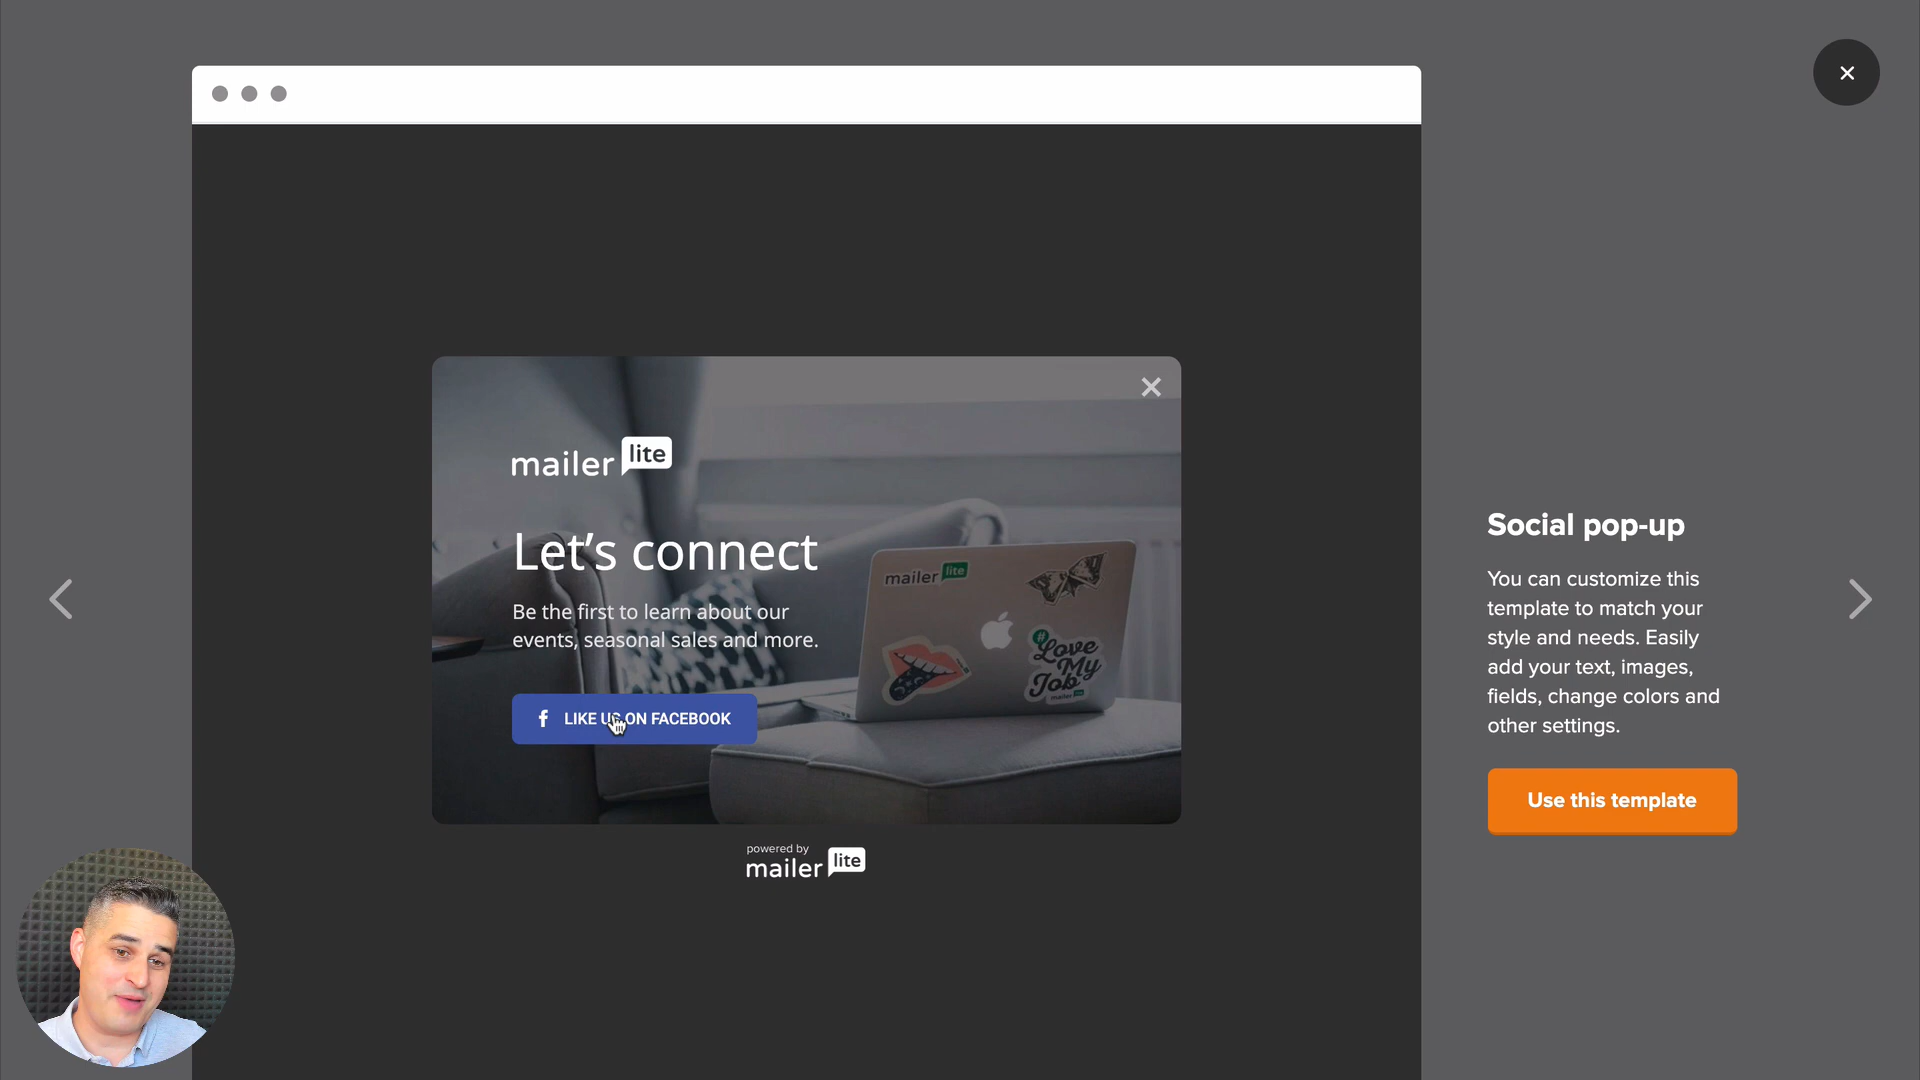 mailer lite
Let's connect
Be the first to learn about our
events, seasonal sales and more.
f LIKE US ON FACEBOOK
mailer lite
#
Love
My
Job
mailer lite
powered by
mailer lite
Social pop-up
You can customize this
template to match your
style and needs. Easily
add your text, images,
fields, change colors and
other settings.
Use this template